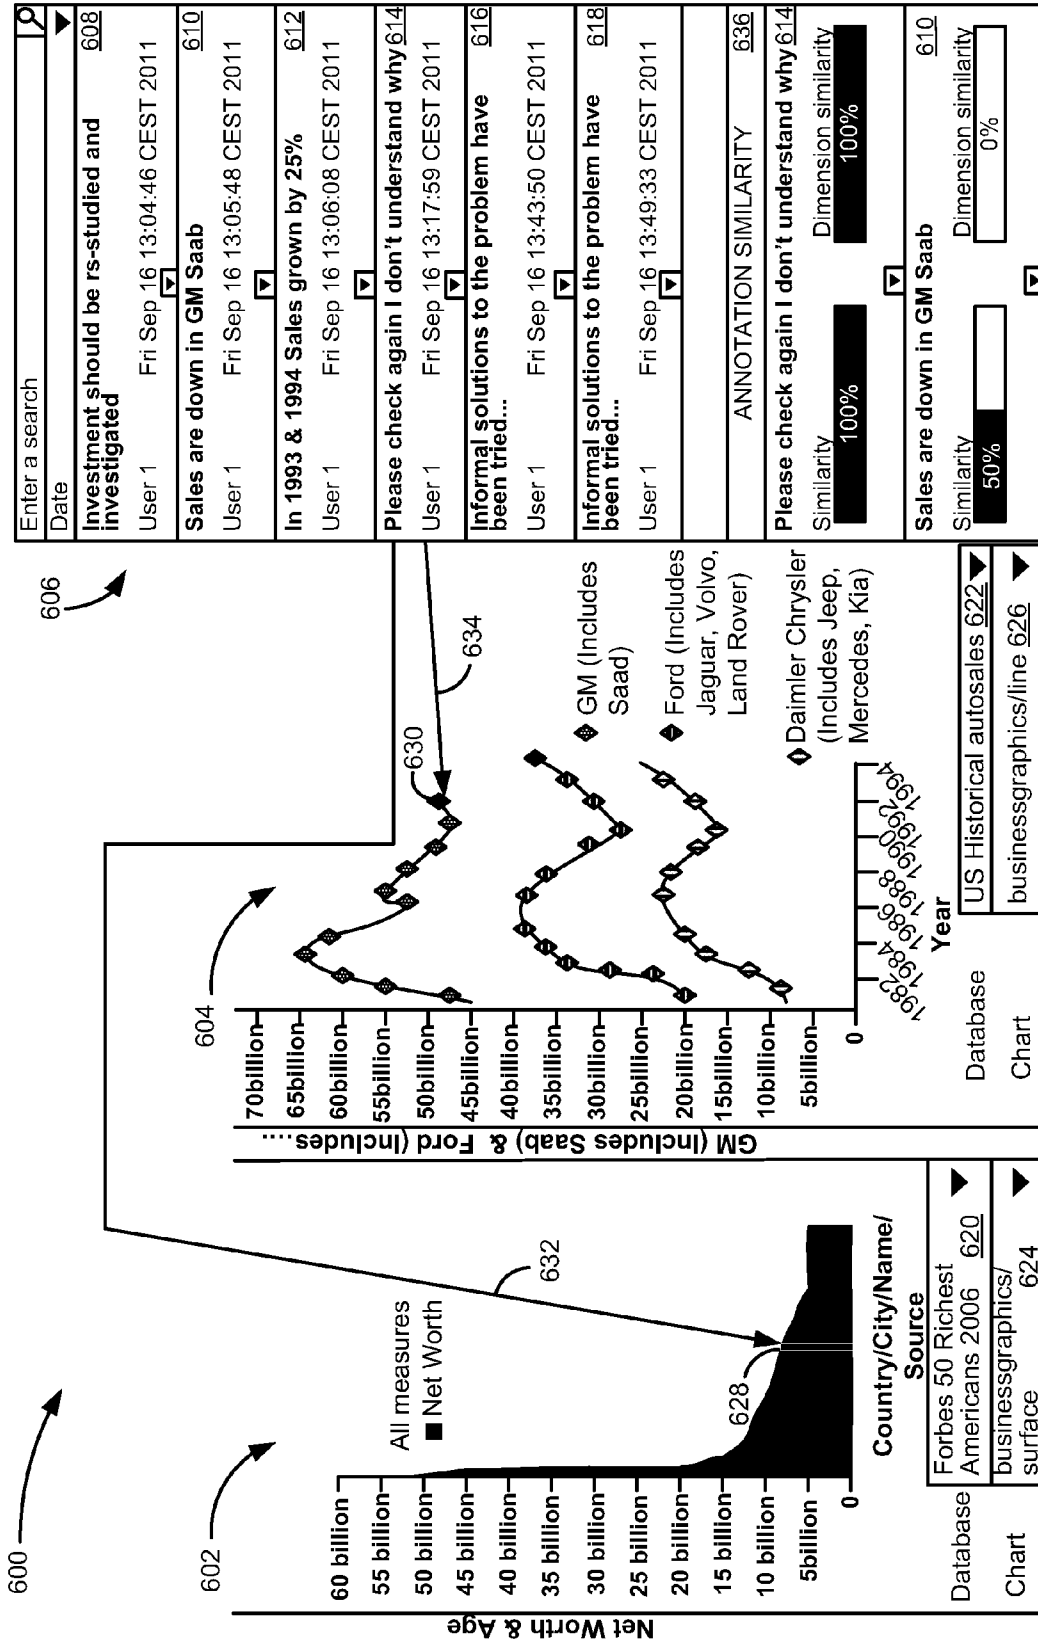 600
602
Net Worth & Age
60 billion
55 billion
50 billion
45 billion
40 billion
35 billion
30 billion
25 billion
20 billion
15 billion
10 billion
5billion
0
All measures
Net Worth
628
632
Country/City/Name/
Source
Database
Forbes 50 Richest
Americans 2006 620
Chart
businessgraphics/
surface 624
604
GM (Includes Saab) & Ford (Includes.....
70billion
65billion
60billion
55billion
50billion
45billion
40billion
35billion
30billion
25billion
20billion
15billion
10billion
5billion
0
1982
1984
1986
1988
1990
1992
1994
Year
630
634
GM (Includes
Saad)
Ford (Includes
Jaguar, Volvo,
Land Rover)
Daimler Chrysler
(Includes Jeep,
Mercedes, Kia)
Database
US Historical autosales 622
Chart
businessgraphics/line 626
606
Enter a search
Date
Investment should be rs-studied and 608
investigated
User 1 Fri Sep 16 13:04:46 CEST 2011
Sales are down in GM Saab 610
User 1 Fri Sep 16 13:05:48 CEST 2011
In 1993 & 1994 Sales grown by 25% 612
User 1 Fri Sep 16 13:06:08 CEST 2011
Please check again I don't understand why 614
User 1 Fri Sep 16 13:17:59 CEST 2011
Informal solutions to the problem have 616
been tried...
User 1 Fri Sep 16 13:43:50 CEST 2011
Informal solutions to the problem have 618
been tried...
User 1 Fri Sep 16 13:49:33 CEST 2011
ANNOTATION SIMILARITY 636
Please check again I don't understand why 614
Similarity Dimension similarity
100% 100%
Sales are down in GM Saab 610
Similarity Dimension similarity
50% 0%